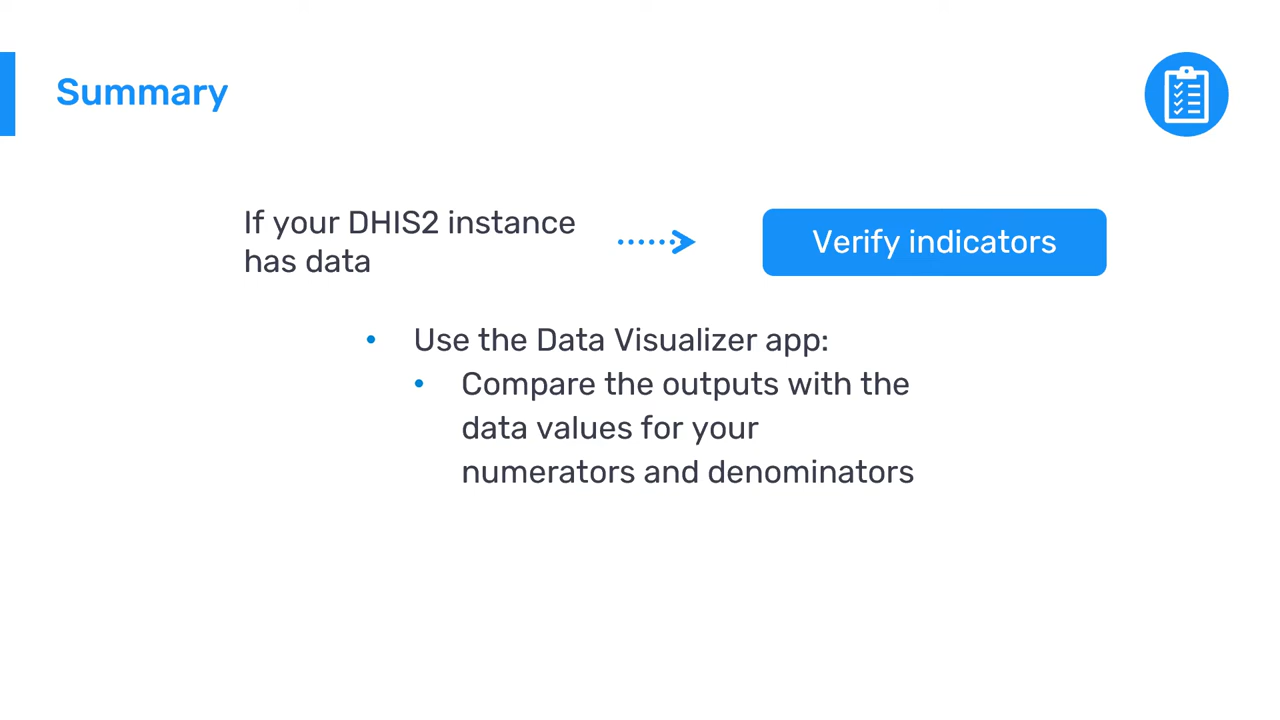 Summary
If your DHIS2 instance
has data
Verify indicators
• Use the Data Visualizer app:
• Compare the outputs with the
data values for your
numerators and denominators